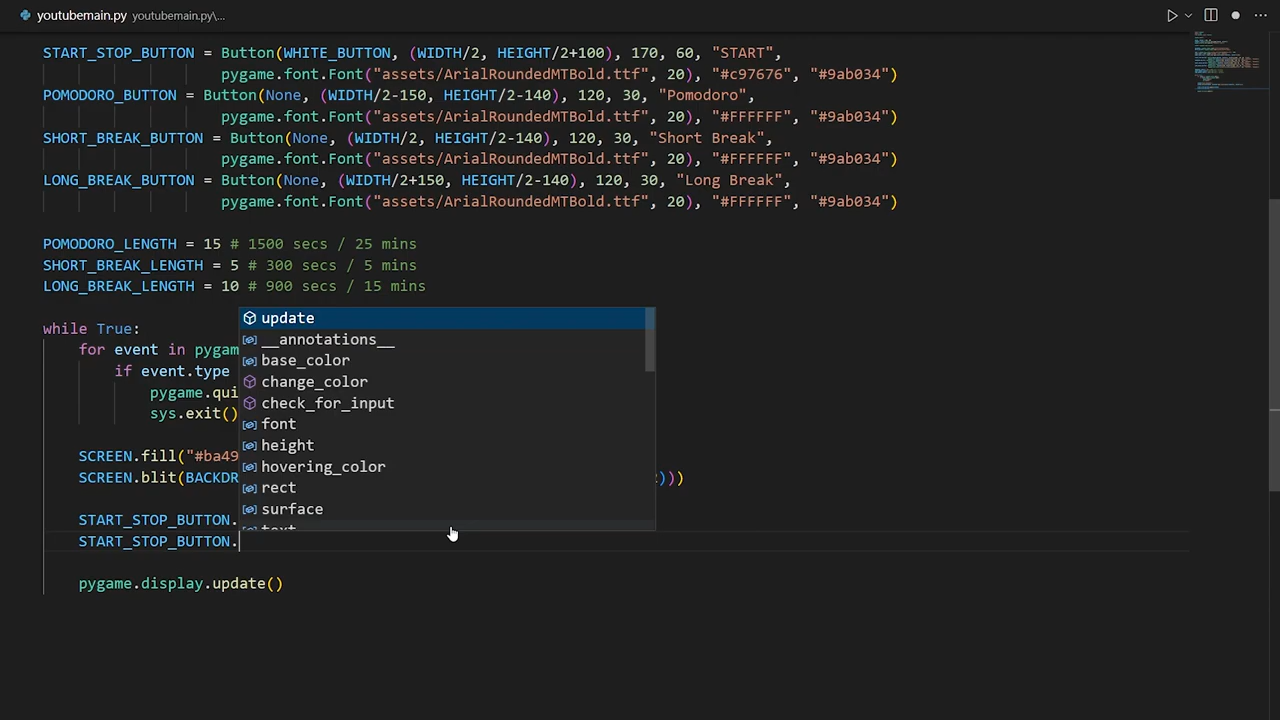 youtubemain.py youtubemain.py\...
START_STOP_BUTTON = Button(WHITE_BUTTON, (WIDTH/2, HEIGHT/2+100), 170, 60, "START",
pygame.font.Font("assets/ArialRoundedMTBold.ttf", 20), "#c97676", "#9ab034")
POMODORO_BUTTON = Button(None, (WIDTH/2-150, HEIGHT/2-140), 120, 30, "Pomodoro",
pygame.font.Font("assets/ArialRoundedMTBold.ttf", 20), "#FFFFFF", "#9ab034")
SHORT_BREAK_BUTTON = Button(None, (WIDTH/2, HEIGHT/2-140), 120, 30, "Short Break",
pygame.font.Font("assets/ArialRoundedMTBold.ttf", 20), "#FFFFFF", "#9ab034")
LONG_BREAK_BUTTON = Button(None, (WIDTH/2+150, HEIGHT/2-140), 120, 30, "Long Break",
pygame.font.Font("assets/ArialRoundedMTBold.ttf", 20), "#FFFFFF", "#9ab034")
POMODORO_LENGTH = 15 # 1500 secs / 25 mins
SHORT_BREAK_LENGTH = 5 # 300 secs / 5 mins
LONG_BREAK_LENGTH = 10 # 900 secs / 15 mins
while True:
for event in pygam
if event.type
pygame.qui
sys.exit()
SCREEN.fill("#ba49
SCREEN.blit(BACKDR )))
START_STOP_BUTTON.
START_STOP_BUTTON.
pygame.display.update()
update
__annotations__
base_color
change_color
check_for_input
font
height
hovering_color
rect
surface
text